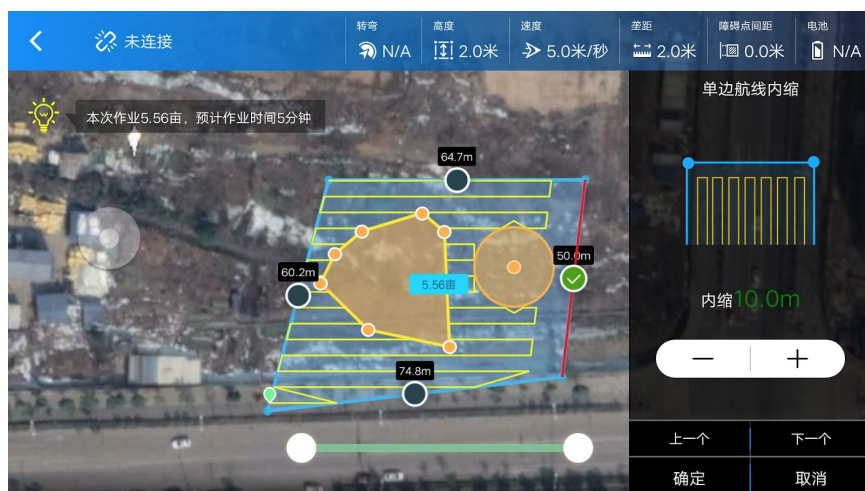 未连接
转弯
N/A
高度
2.0米
速度
5.0米/秒
垄距
2.0米
障碍点间距
0.0米
电池
N/A
本次作业5.56亩，预计作业时间5分钟
64.7m
60.2m
50.0m
5.56亩
74.8m
单边航线内缩
内缩10.0m
上一个
下一个
确定
取消